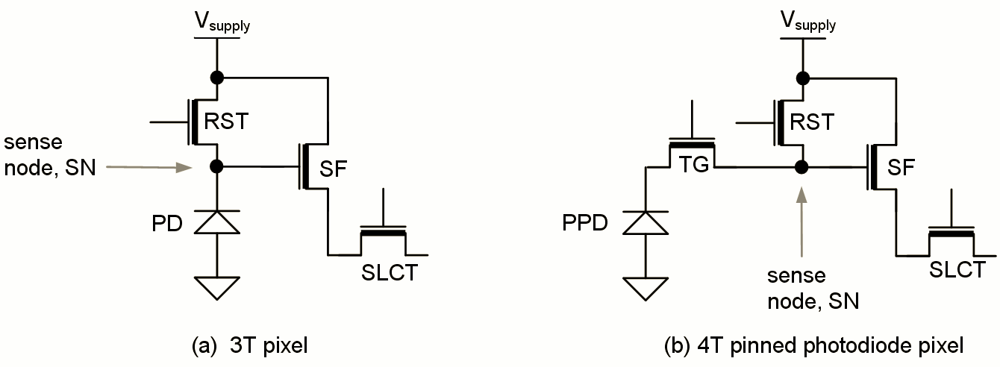 Vsupply
RST
sense
node, SN
SF
PD
SLCT
(a) 3T pixel
Vsupply
RST
TG
SF
PPD
sense
node, SN
SLCT
(b) 4T pinned photodiode pixel